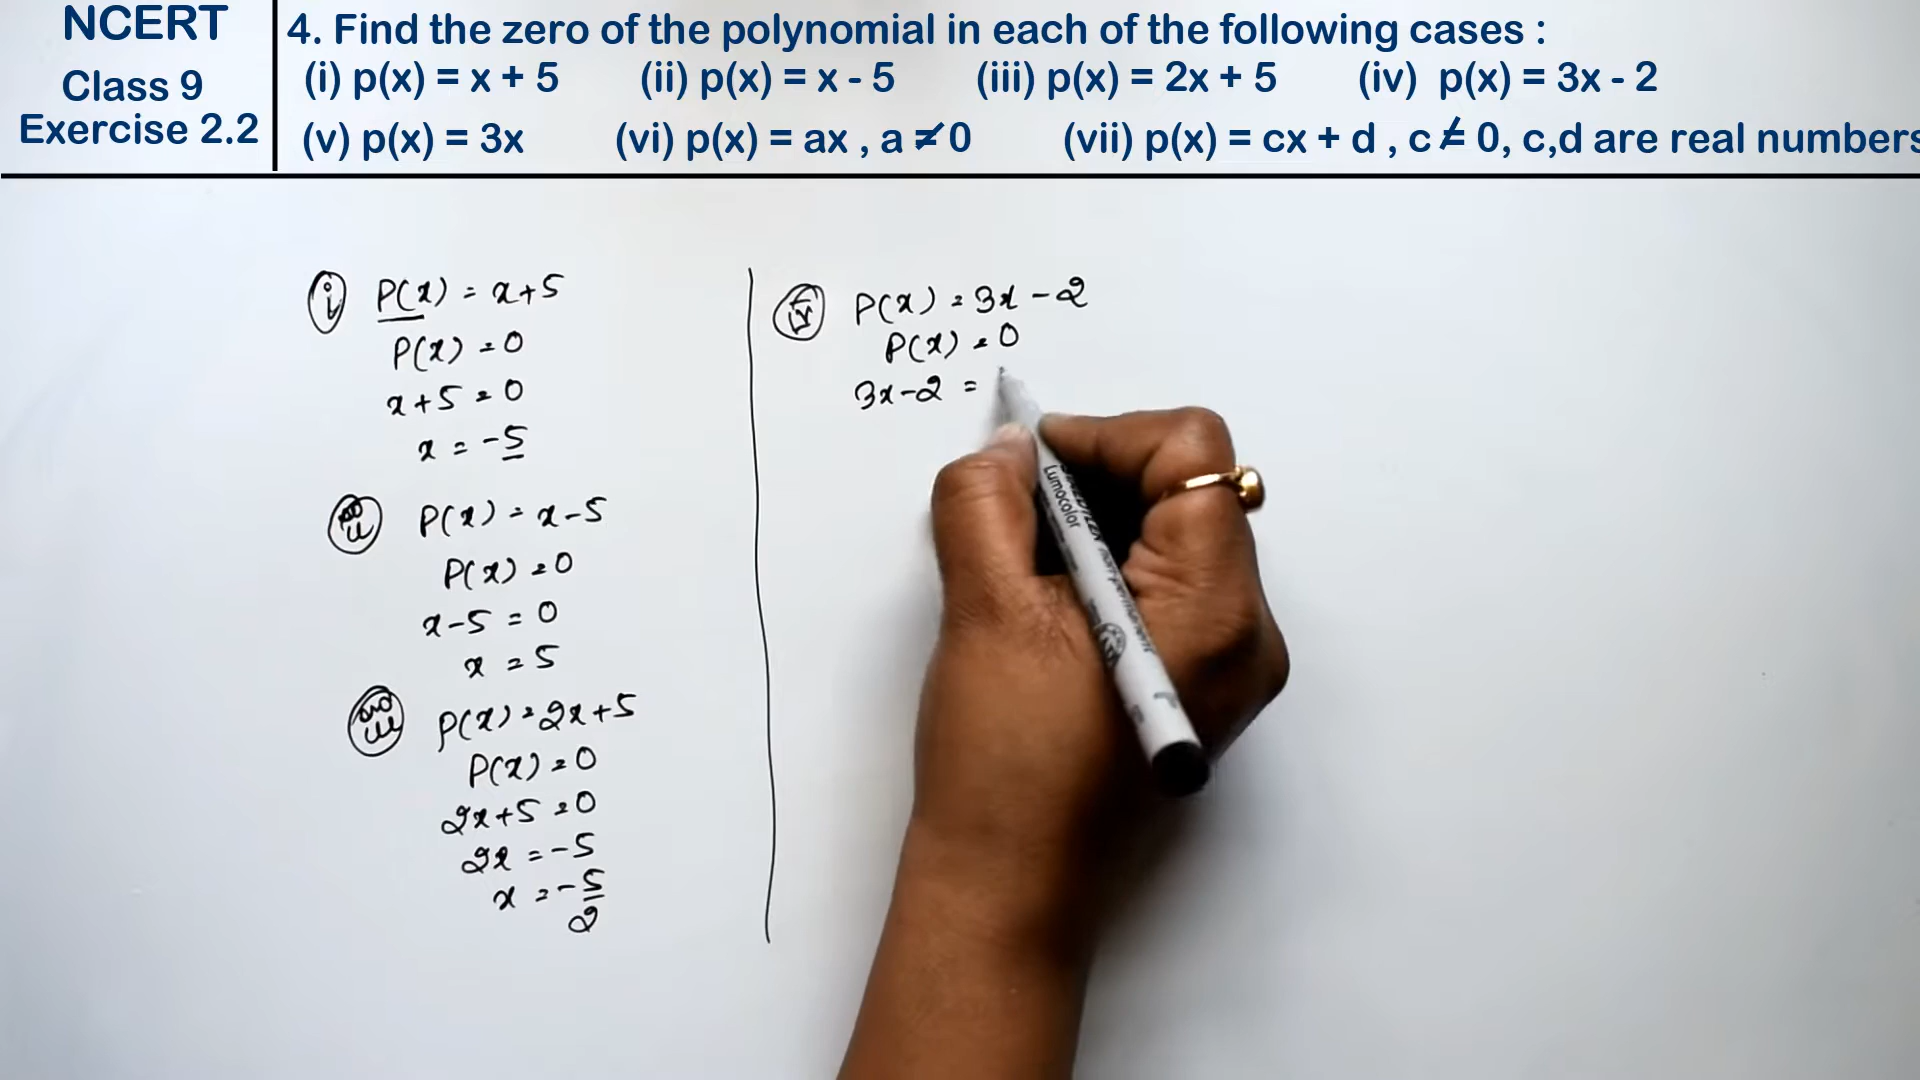 NCERT
Class 9
Exercise 2.2
4. Find the zero of the polynomial in each of the following cases :
(i) p(x) = x + 5 (ii) p(x) = x - 5 (iii) p(x) = 2x + 5 (iv) p(x) = 3x - 2
(v) p(x) = 3x (vi) p(x) = ax , a ≠ 0 (vii) p(x) = cx + d , c ≠ 0, c,d are real numbers
(i) P(x) = x+5
P(x) = 0
x+5 = 0
x = -5
(ii) P(x) = x-5
P(x) = 0
x-5 = 0
x = 5
(iii) P(x) = 2x+5
P(x) = 0
2x+5 = 0
2x = -5
x = -5/2
(iv) P(x) = 3x-2
P(x) = 0
3x-2 =
STAEDTLER non-permanent
Lumocolor